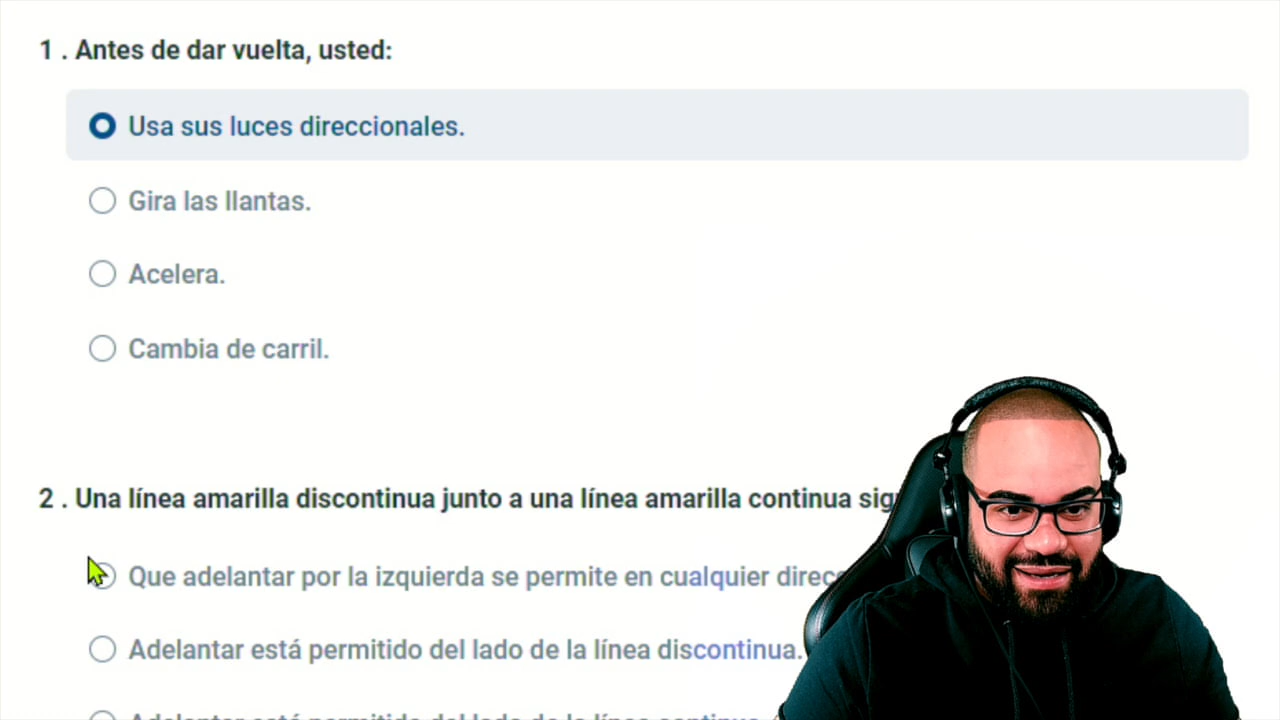 1 . Antes de dar vuelta, usted:
Usa sus luces direccionales.
Gira las llantas.
Acelera.
Cambia de carril.
2 . Una línea amarilla discontinua junto a una línea amarilla continua
Que adelantar por la izquierda se permite en cualquier
Adelantar está permitido del lado de la línea discontinua.